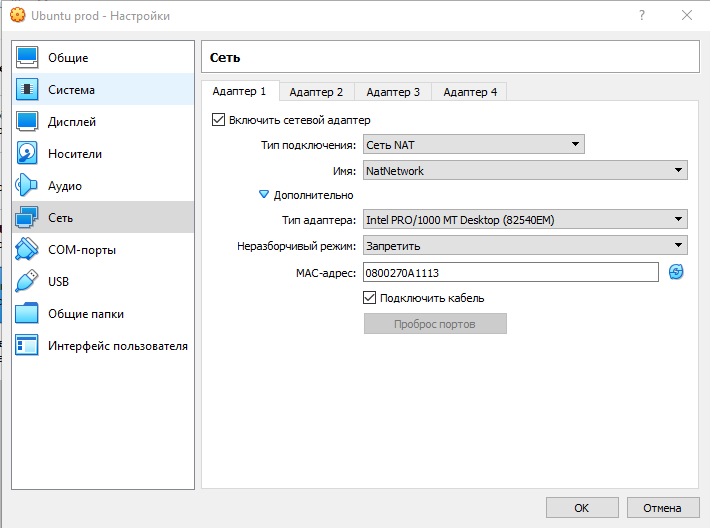 Ubuntu prod - Настройки
?
Общие
Система
Дисплей
Носители
Аудио
Сеть
COM-порты
USB
Общие папки
Интерфейс пользователя
Сеть
Адаптер 1 Адаптер 2 Адаптер 3 Адаптер 4
Включить сетевой адаптер
Тип подключения: Сеть NAT
Имя: NatNetwork
Дополнительно
Тип адаптера: Intel PRO/1000 MT Desktop (82540EM)
Неразборчивый режим: Запретить
MAC-адрес: 0800270A1113
Подключить кабель
Проброс портов
OK Отмена